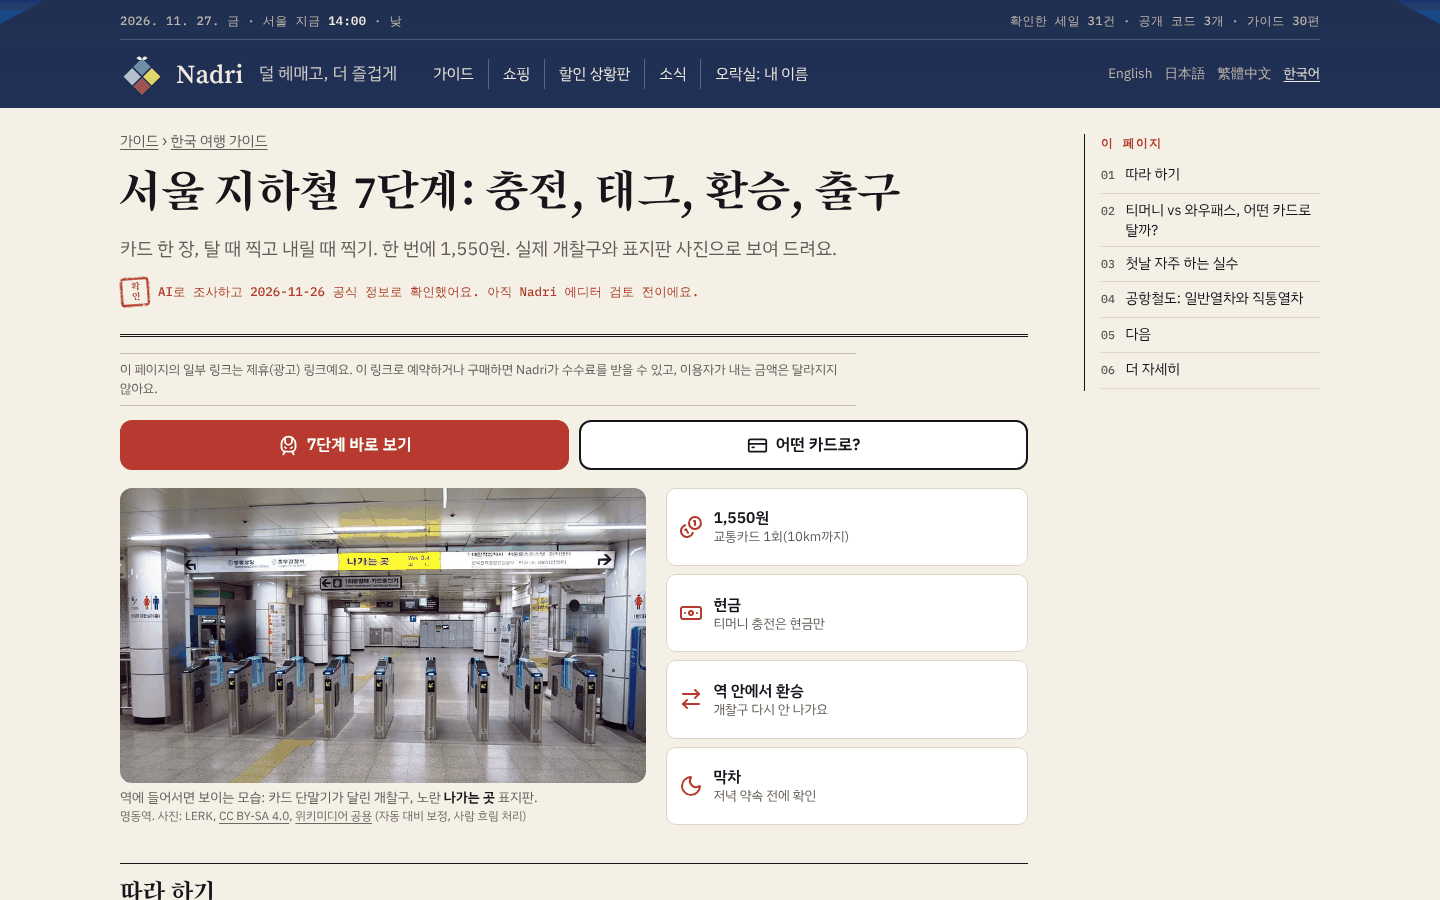 2026. 11. 27. 금 · 서울 지금 14:00 · 낮
확인한 세일 31건 · 공개 코드 3개 · 가이드 30편
Nadri 덜 헤매고, 더 즐겁게
가이드 쇼핑 할인 상황판 소식 오락실: 내 이름
English 日本語 繁體中文 한국어
가이드 › 한국 여행 가이드
서울 지하철 7단계: 충전, 태그, 환승, 출구
카드 한 장, 탈 때 찍고 내릴 때 찍기. 한 번에 1,550원. 실제 개찰구와 표지판 사진으로 보여 드려요.
확인
AI로 조사하고 2026-11-26 공식 정보로 확인했어요. 아직 Nadri 에디터 검토 전이에요.
이 페이지의 일부 링크는 제휴(광고) 링크예요. 이 링크로 예약하거나 구매하면 Nadri가 수수료를 받을 수 있고, 이용자가 내는 금액은 달라지지
않아요.
7단계 바로 보기
어떤 카드로?
나가는 곳
1,550원
교통카드 1회(10km까지)
현금
티머니 충전은 현금만
역 안에서 환승
개찰구 다시 안 나가요
막차
저녁 약속 전에 확인
역에 들어서면 보이는 모습: 카드 단말기가 달린 개찰구, 노란 나가는 곳 표지판.
명동역. 사진: LERK, CC BY-SA 4.0, 위키미디어 공용 (자동 대비 보정, 사람 흐림 처리)
따라 하기
이 페이지
01 따라 하기
02 티머니 vs 와우패스, 어떤 카드로
탈까?
03 첫날 자주 하는 실수
04 공항철도: 일반열차와 직통열차
05 다음
06 더 자세히